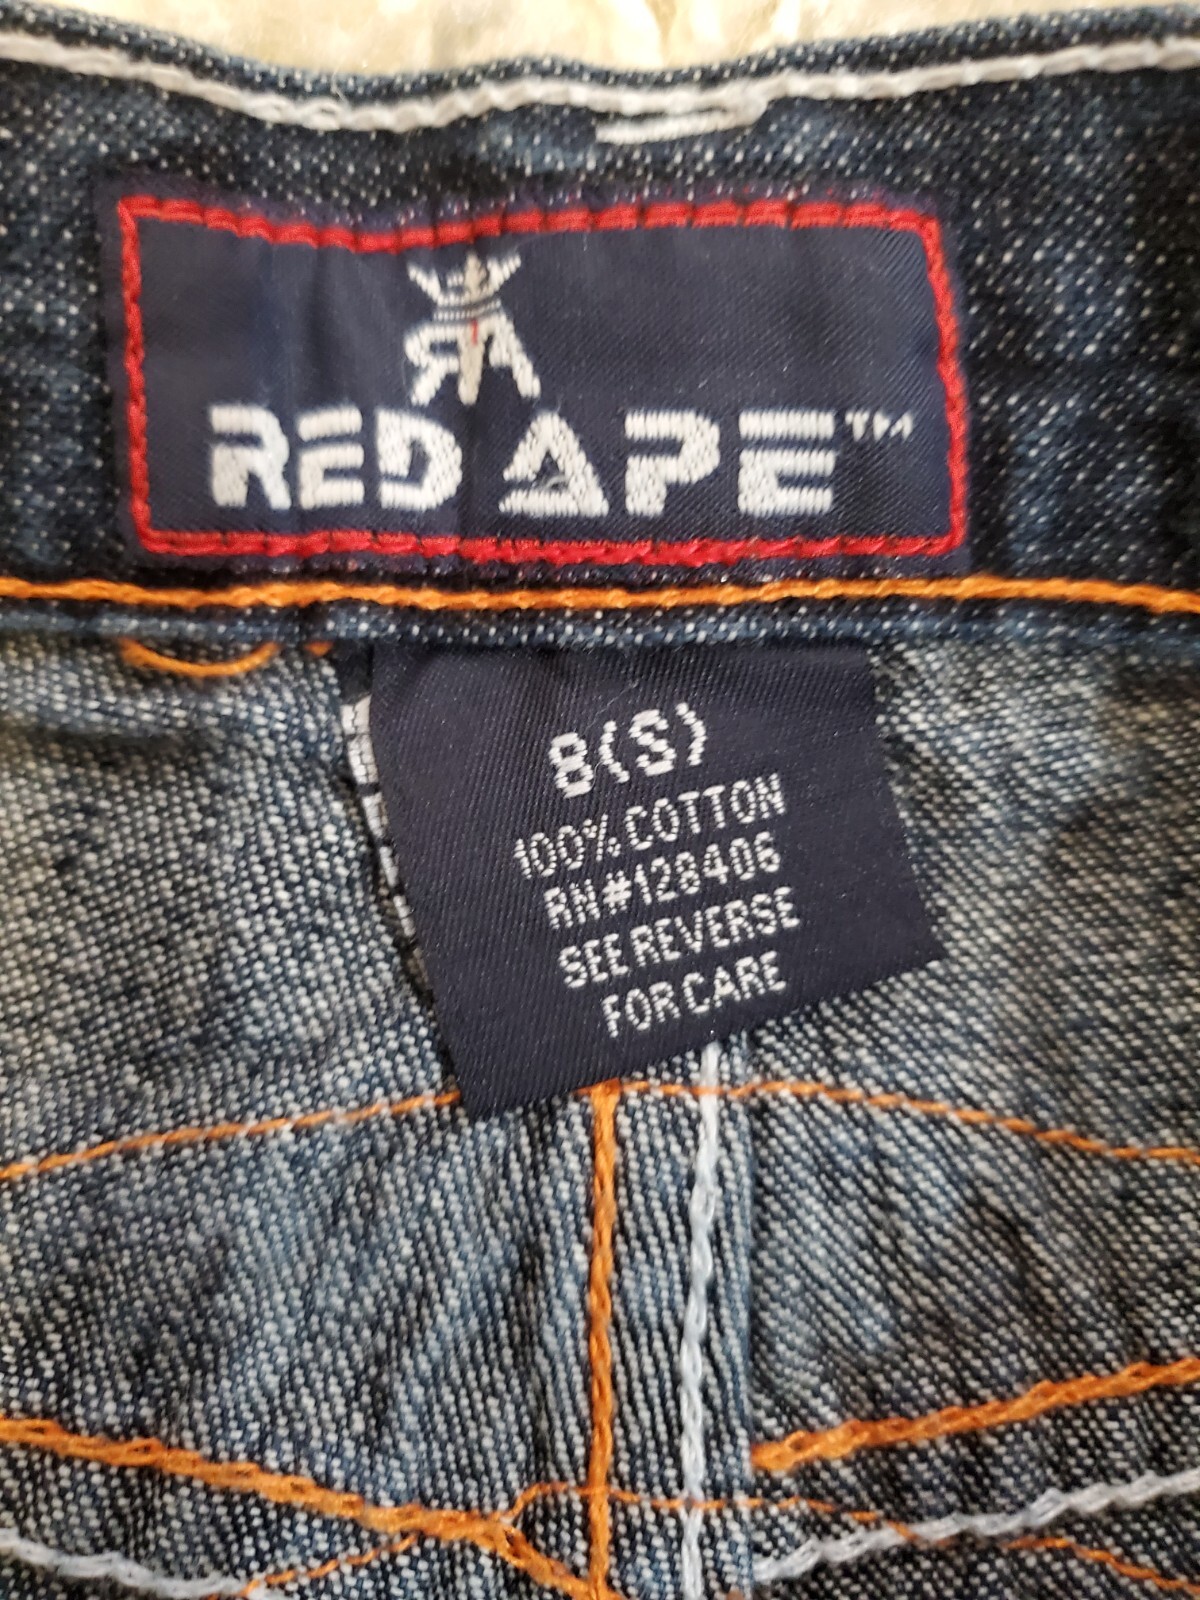 RA
RED APE™
8(S)
100% COTTON
RN#128406
SEE REVERSE
FOR CARE